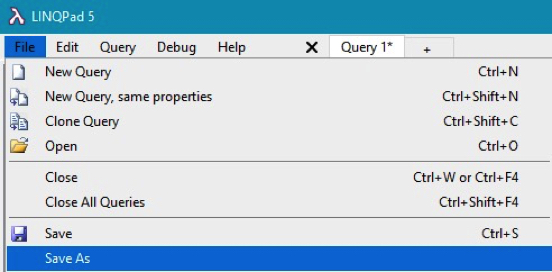 LINQPad 5
File Edit Query Debug Help X Query 1* +
New Query Ctrl+N
New Query, same properties Ctrl+Shift+N
Clone Query Ctrl+Shift+C
Open Ctrl+O
Close Ctrl+W or Ctrl+F4
Close All Queries Ctrl+Shift+F4
Save Ctrl+S
Save As